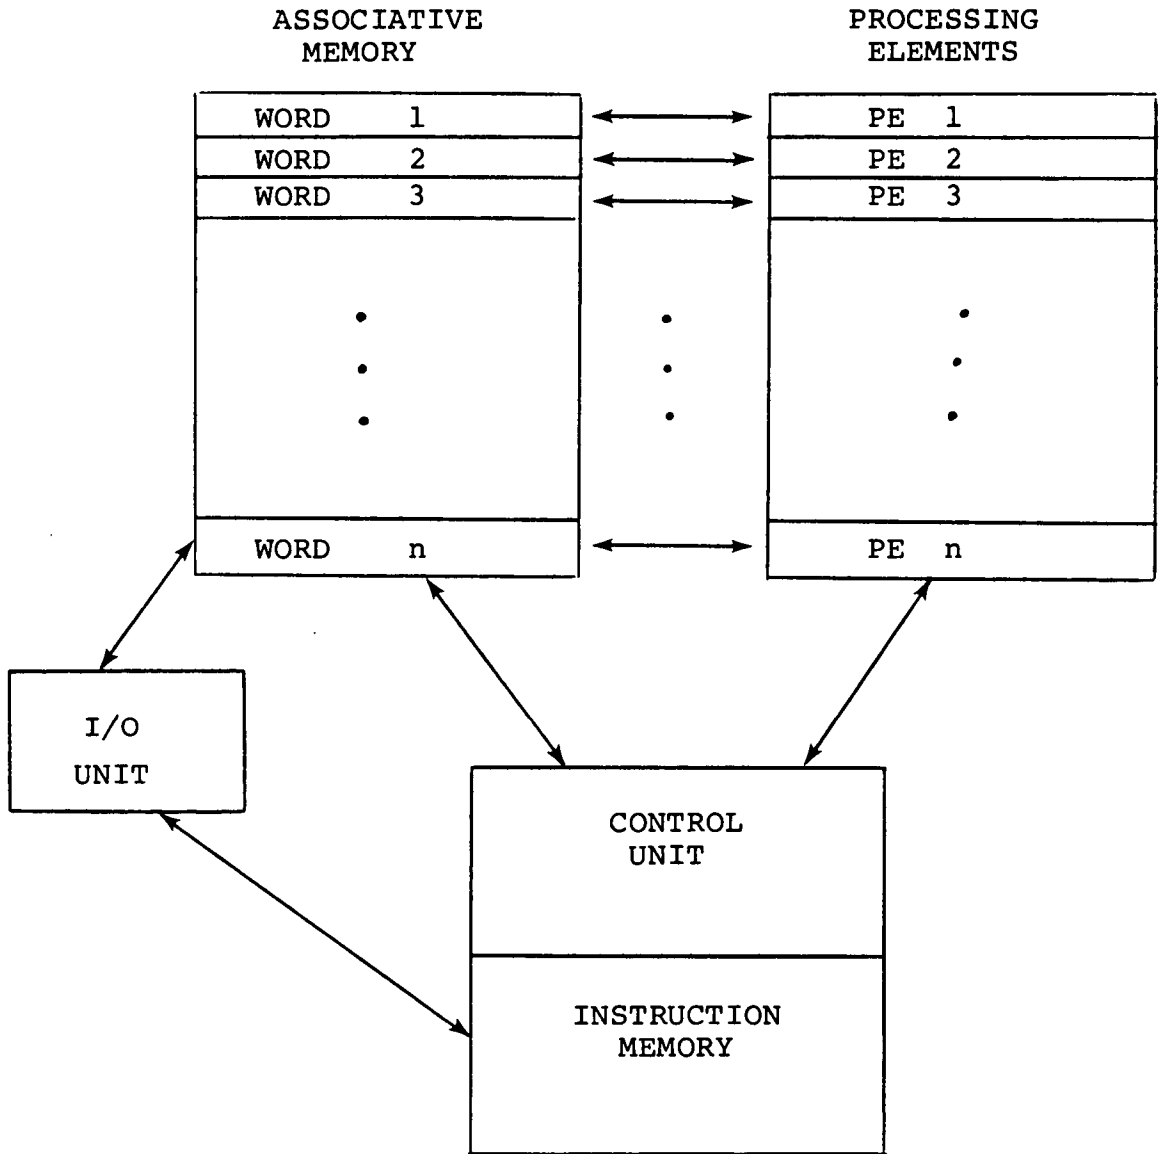 ASSOCIATIVE
MEMORY
PROCESSING
ELEMENTS
WORD 1
PE 1
WORD 2
PE 2
WORD 3
PE 3
WORD n
PE n
I/O
UNIT
CONTROL
UNIT
INSTRUCTION
MEMORY